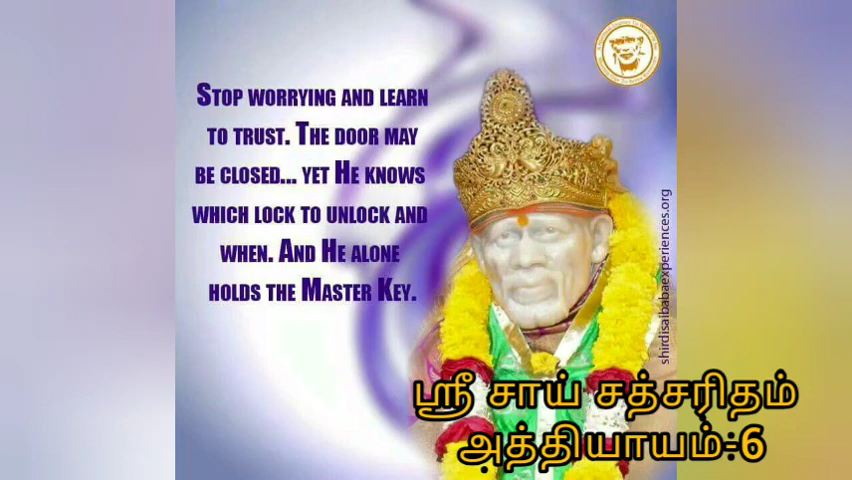 STOP WORRYING AND LEARN
TO TRUST. THE DOOR MAY
BE CLOSED... YET HE KNOWS
WHICH LOCK TO UNLOCK AND
WHEN. AND HE ALONE
HOLDS THE MASTER KEY.
shirdisaibabaexperiences.org
ஸ்ரீ சாய் சத்சரிதம்
அத்தியாயம்:6